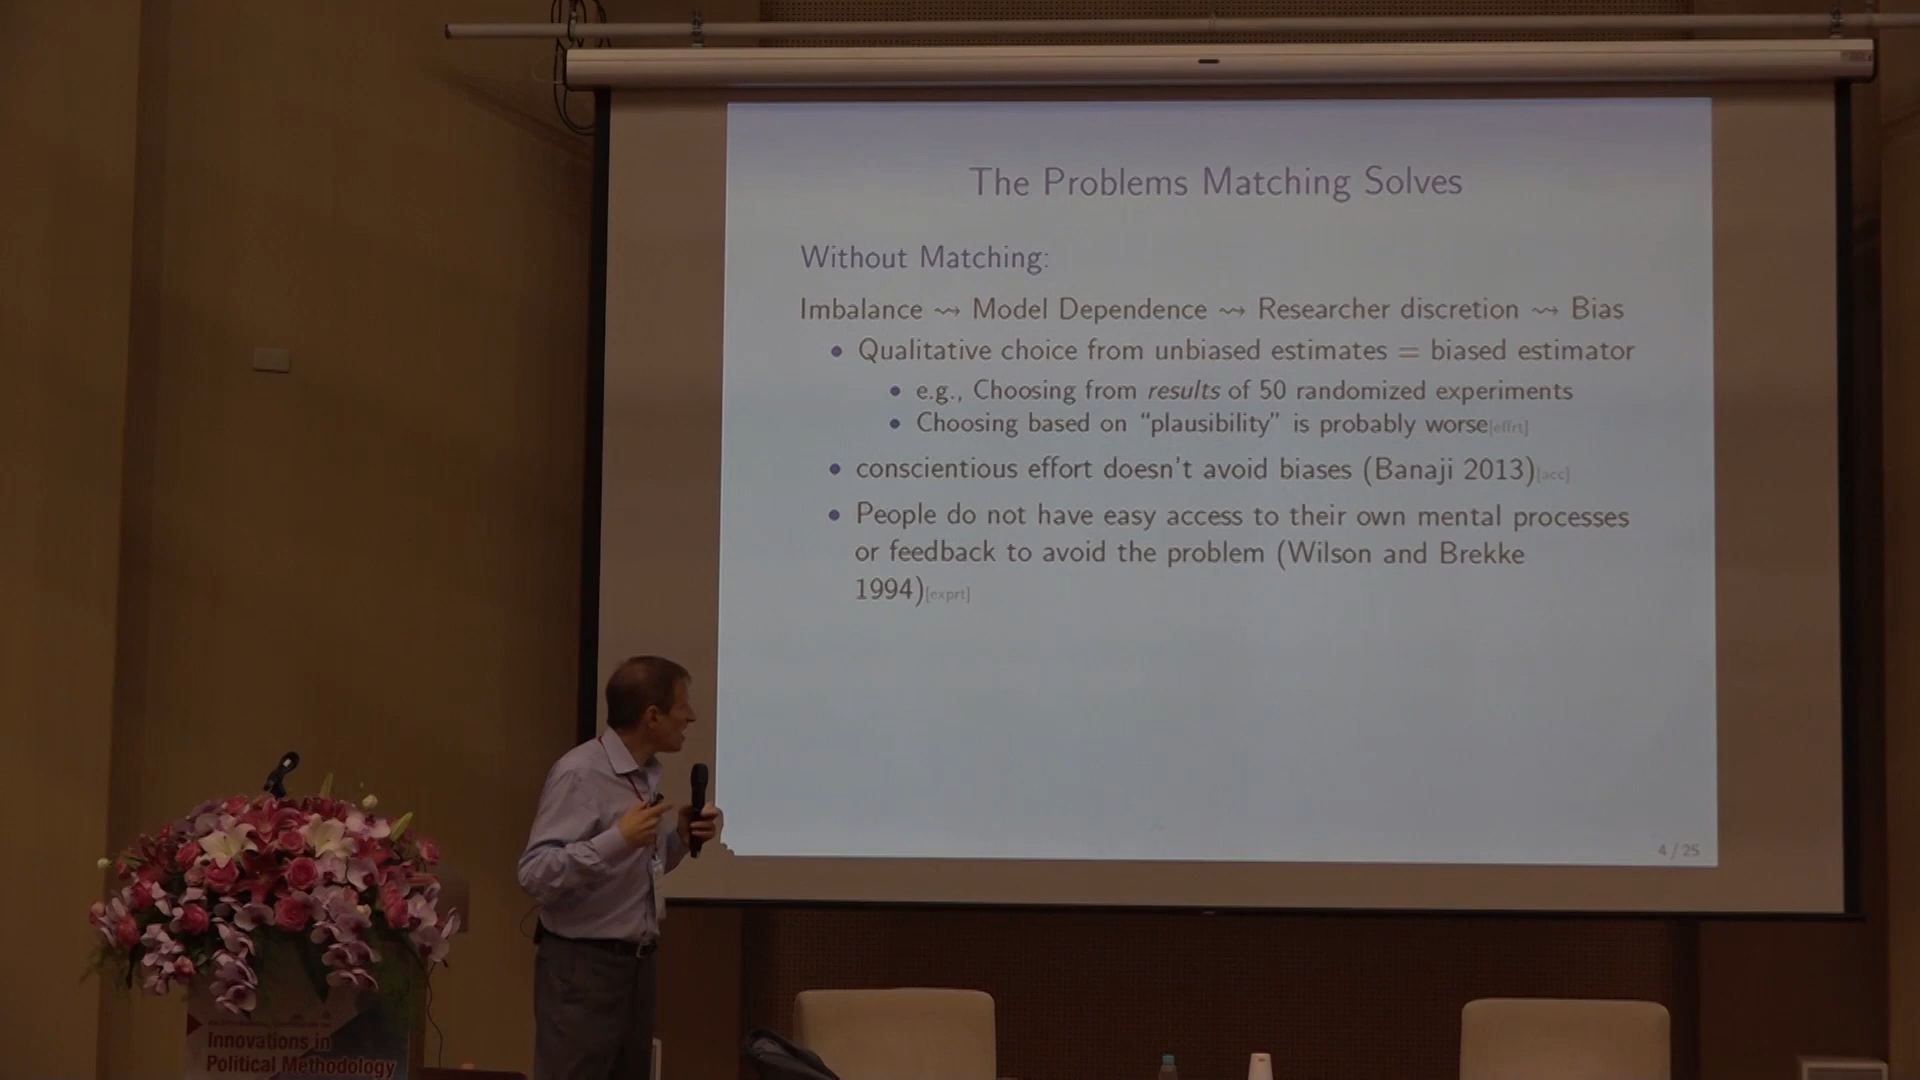 The Problems Matching Solves
Without Matching:
Imbalance ⇝ Model Dependence ⇝ Researcher discretion ⇝ Bias
• Qualitative choice from unbiased estimates = biased estimator
• e.g., Choosing from results of 50 randomized experiments
• Choosing based on “plausibility” is probably worse[effrt]
• conscientious effort doesn't avoid biases (Banaji 2013)[acc]
• People do not have easy access to their own mental processes
or feedback to avoid the problem (Wilson and Brekke
1994)[exprt]
4 / 25
Innovations in
Political Methodology